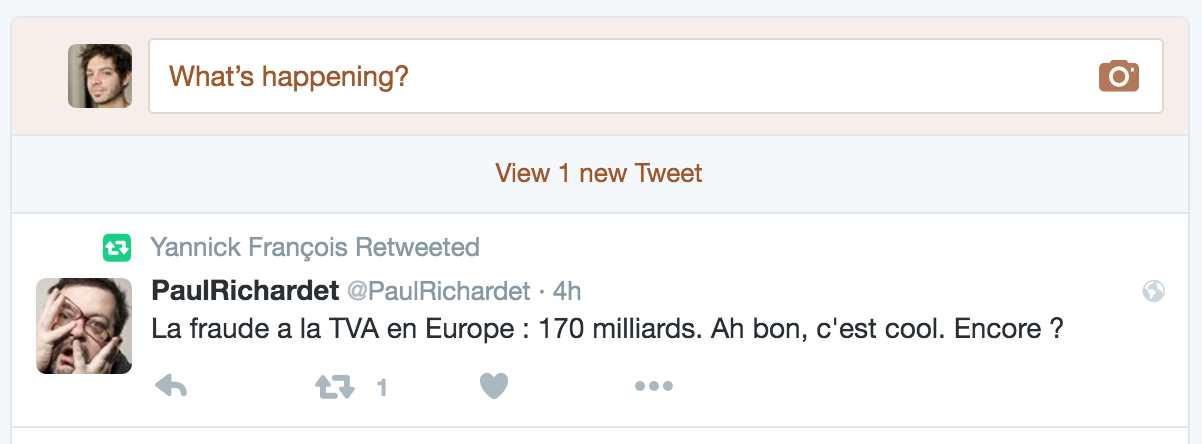 What’s happening?
View 1 new Tweet
Yannick François Retweeted
PaulRichardet @PaulRichardet · 4h
La fraude a la TVA en Europe : 170 milliards. Ah bon, c'est cool. Encore ?
1